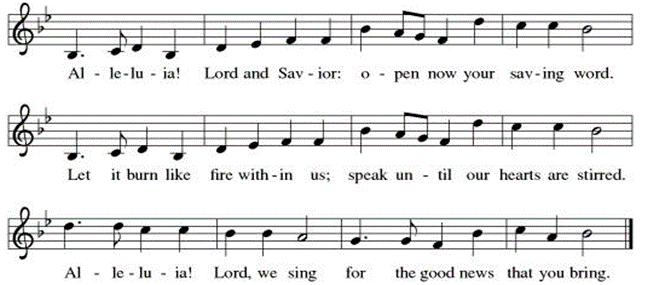 Al - le - lu - ia! Lord and Sav - ior: o - pen now your sav - ing word.
Let it burn like fire with - in us; speak un - til our hearts are stirred.
Al - le - lu - ia! Lord, we sing for the good news that you bring.